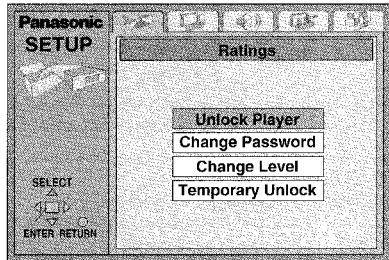 Panasonic
SETUP
Ratings
Unlock Player
Change Password
Change Level
Temporary Unlock
SELECT
ENTER RETURN